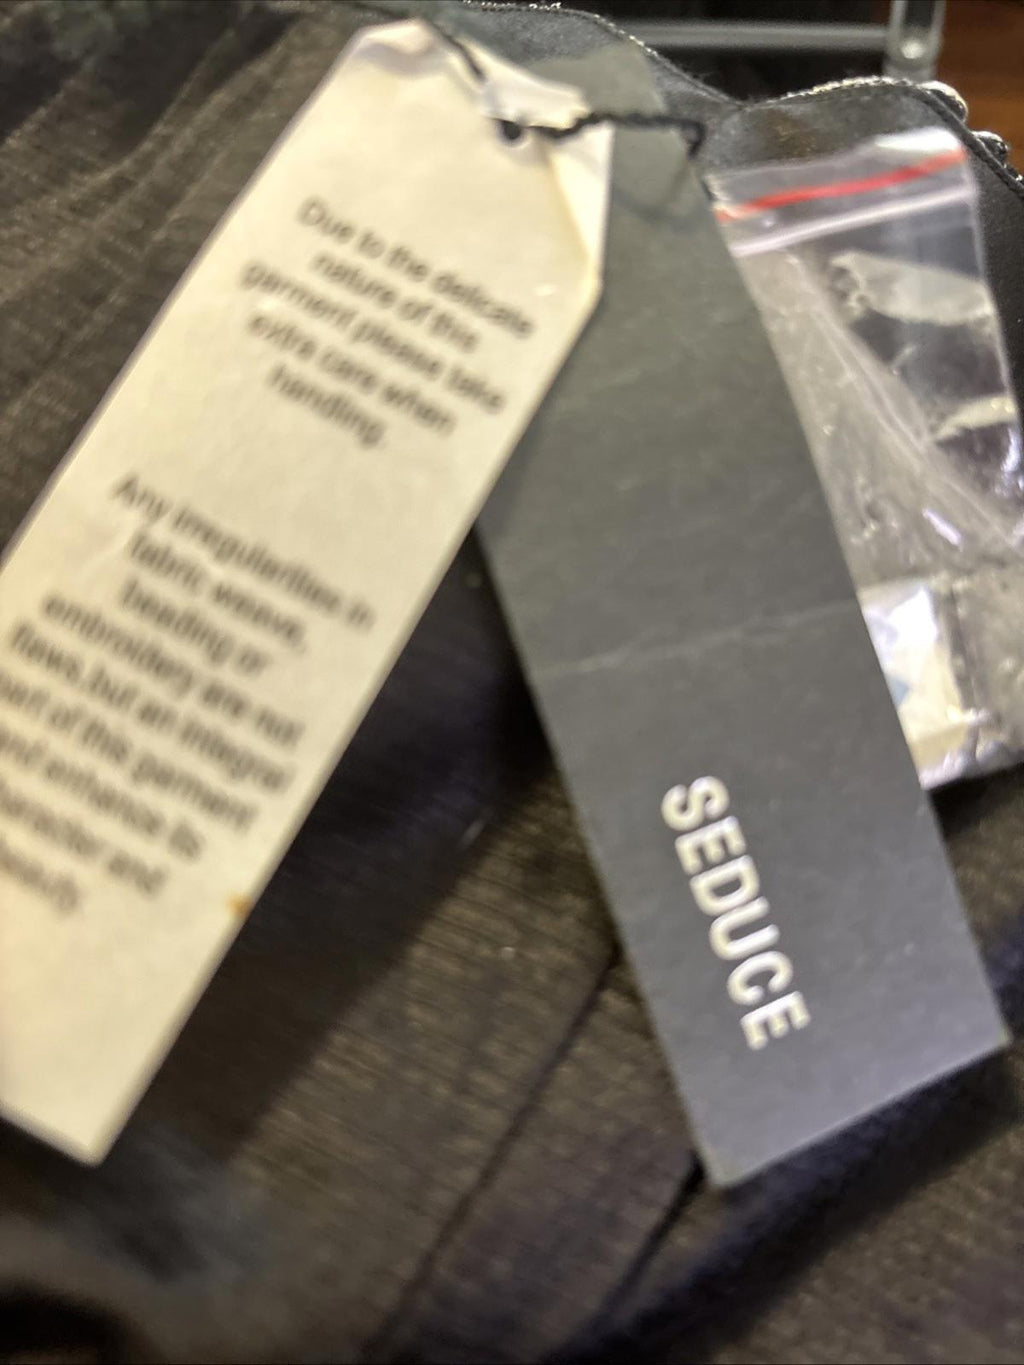 Due to the delicate
nature of this
garment please take
extra care when
handling.
Any irregularities in
fabric weave,
beading or
embroidery are not
flaws, but an integral
part of the garment
and enhance its
character and
beauty
SEDUCE